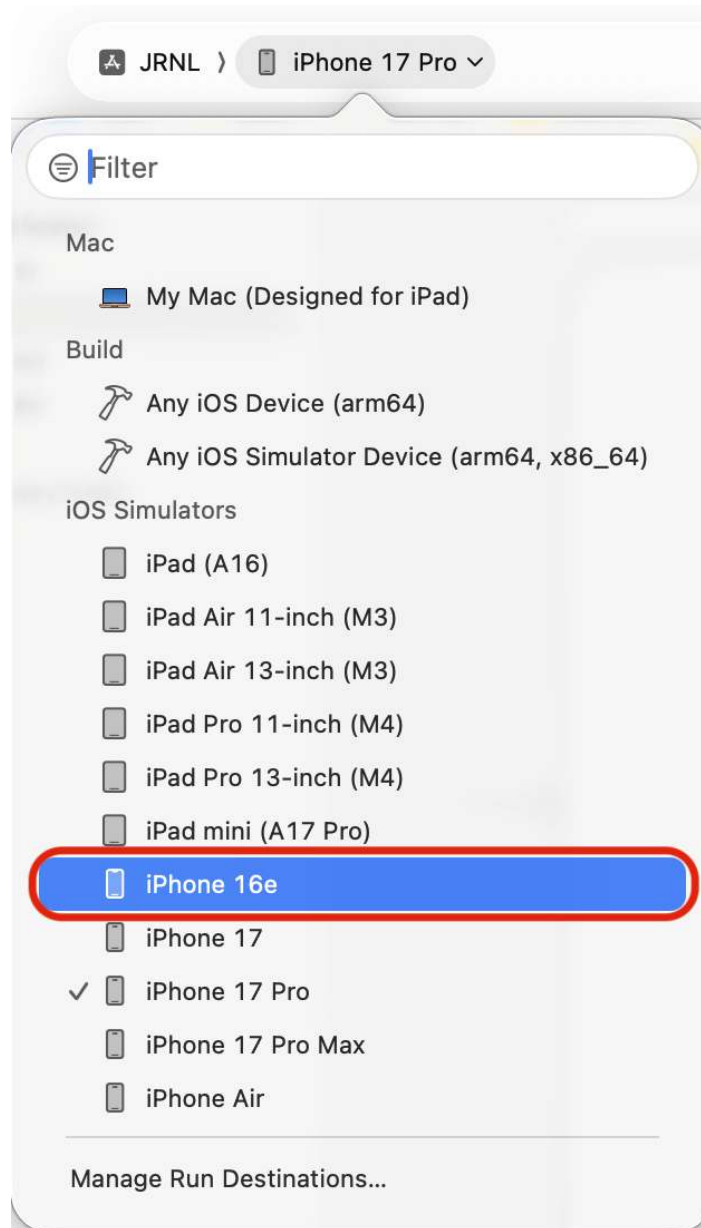 JRNL ⟩ iPhone 17 Pro
Filter
Mac
My Mac (Designed for iPad)
Build
Any iOS Device (arm64)
Any iOS Simulator Device (arm64, x86_64)
iOS Simulators
iPad (A16)
iPad Air 11-inch (M3)
iPad Air 13-inch (M3)
iPad Pro 11-inch (M4)
iPad Pro 13-inch (M4)
iPad mini (A17 Pro)
iPhone 16e
iPhone 17
iPhone 17 Pro
iPhone 17 Pro Max
iPhone Air
Manage Run Destinations...